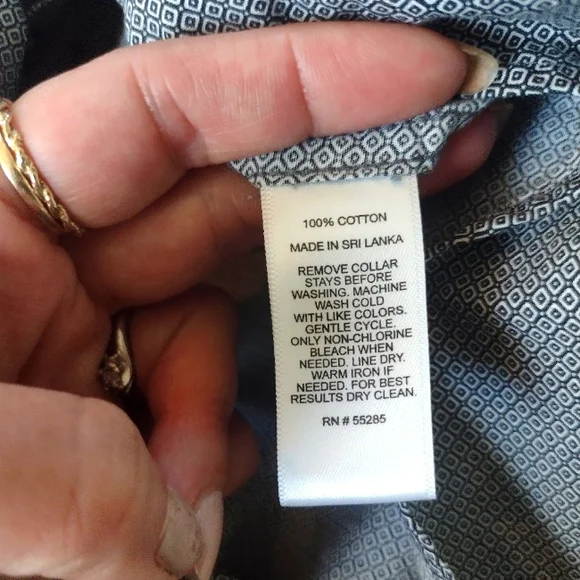 100% COTTON
MADE IN SRI LANKA
REMOVE COLLAR
STAYS BEFORE
WASHING. MACHINE
WASH COLD
WITH LIKE COLORS.
GENTLE CYCLE.
ONLY NON-CHLORINE
BLEACH WHEN
NEEDED. LINE DRY.
WARM IRON IF
NEEDED. FOR BEST
RESULTS DRY CLEAN.
RN # 55285